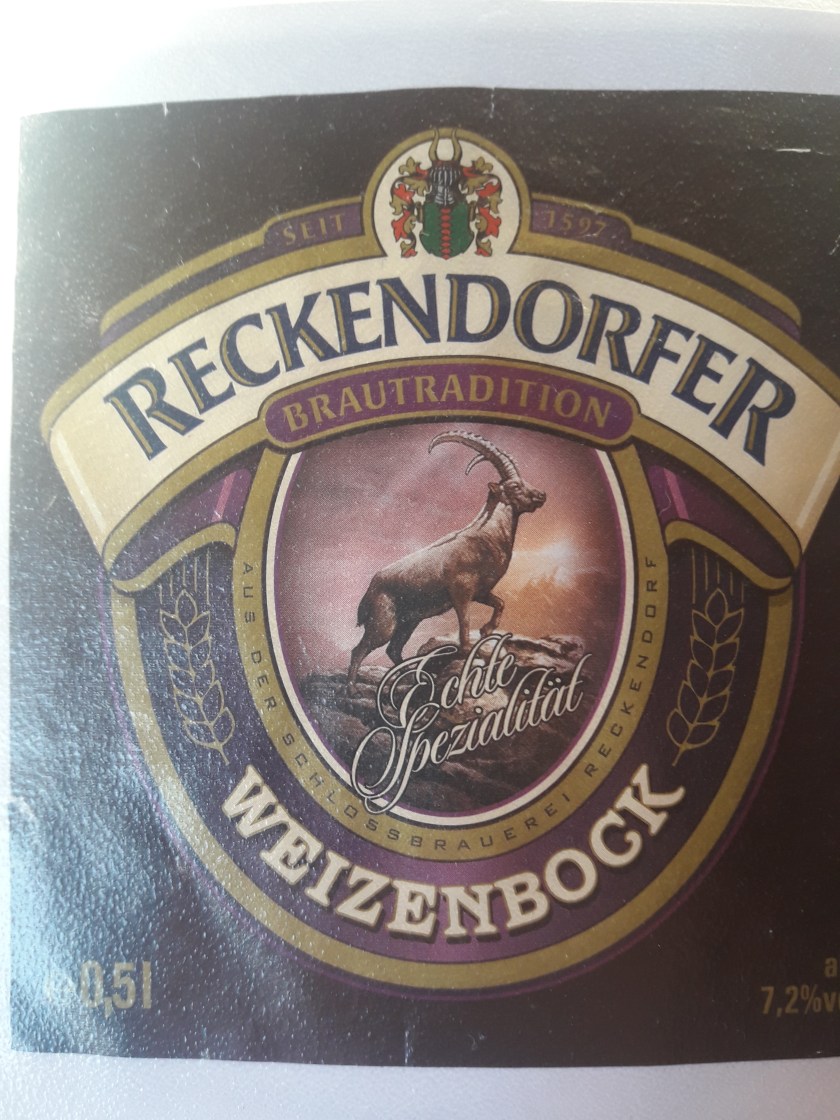 SEIT 1597
RECKENDORFER
BRAUTRADITION
Echte
Spezialität
AUS DER SCHLOSSBRAUEREI RECKENDORF
WEIZENBOCK
0,5l
7,2%v